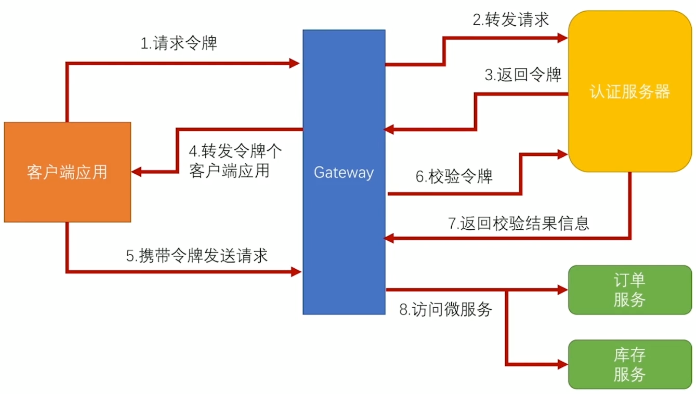 1.请求令牌
2.转发请求
3.返回令牌
认证服务器
4.转发令牌个
客户端应用
客户端应用
Gateway
6.校验令牌
7.返回校验结果信息
5.携带令牌发送请求
8.访问微服务
订单
服务
库存
服务